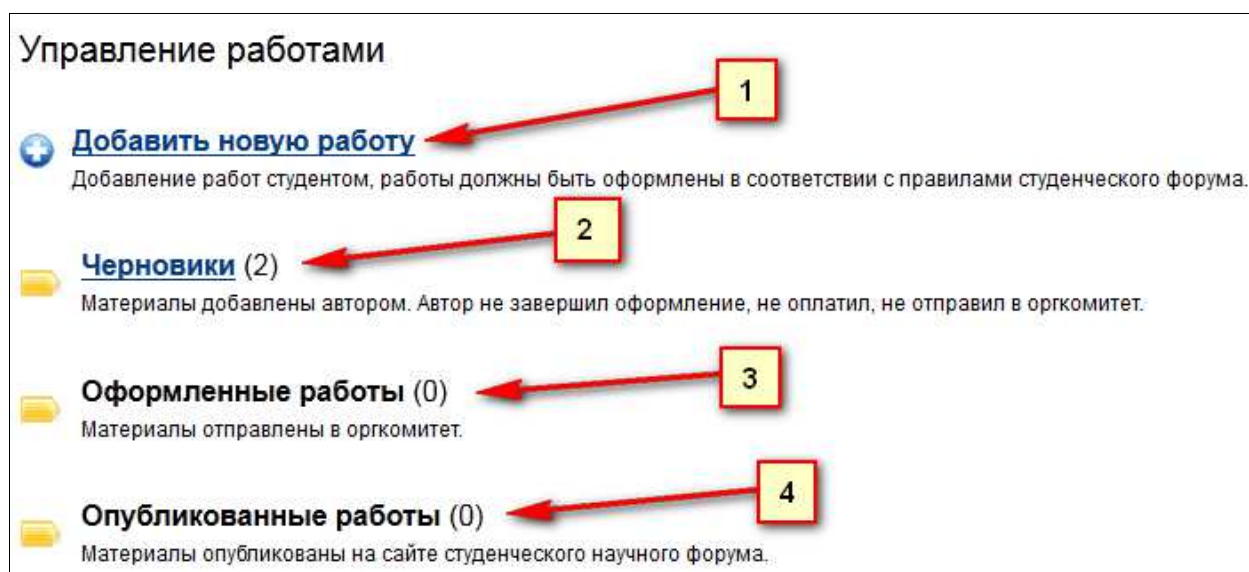 Управление работами
1
Добавить новую работу
Добавление работ студентом, работы должны быть оформлены в соответствии с правилами студенческого форума.
2
Черновики (2)
Материалы добавлены автором. Автор не завершил оформление, не оплатил, не отправил в оргкомитет.
3
Оформленные работы (0)
Материалы отправлены в оргкомитет.
4
Опубликованные работы (0)
Материалы опубликованы на сайте студенческого научного форума.